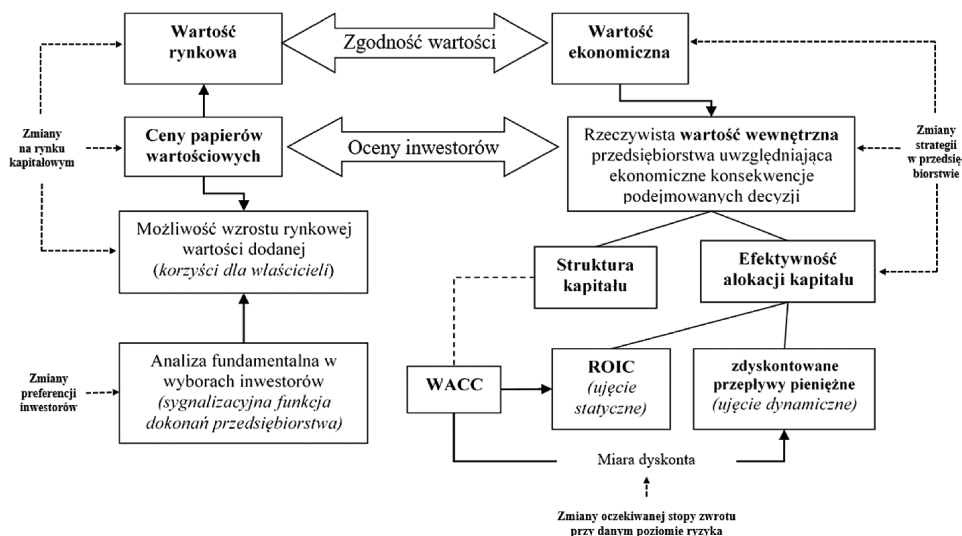 Wartość
rynkowa
Zgodność wartości
Wartość
ekonomiczna
Zmiany
na rynku
kapitałowym
Ceny papierów
wartościowych
Oceny inwestorów
Rzeczywista wartość wewnętrzna
przedsiębiorstwa uwzględniająca
ekonomiczne konsekwencje
podejmowanych decyzji
Zmiany
strategii
w przedsię
biorstwie
Możliwość wzrostu rynkowej
wartości dodanej
(korzyści dla właścicieli)
Struktura
kapitału
Efektywność
alokacji kapitału
Zmiany
preferencji
inwestorów
Analiza fundamentalna w
wyborach inwestorów
(sygnalizacyjna funkcja
dokonań przedsiębiorstwa)
WACC
ROIC
(ujęcie
statyczne)
zdyskontowane
przepływy pieniężne
(ujęcie dynamiczne)
Miara dyskonta
Zmiany oczekiwanej stopy zwrotu
przy danym poziomie ryzyka